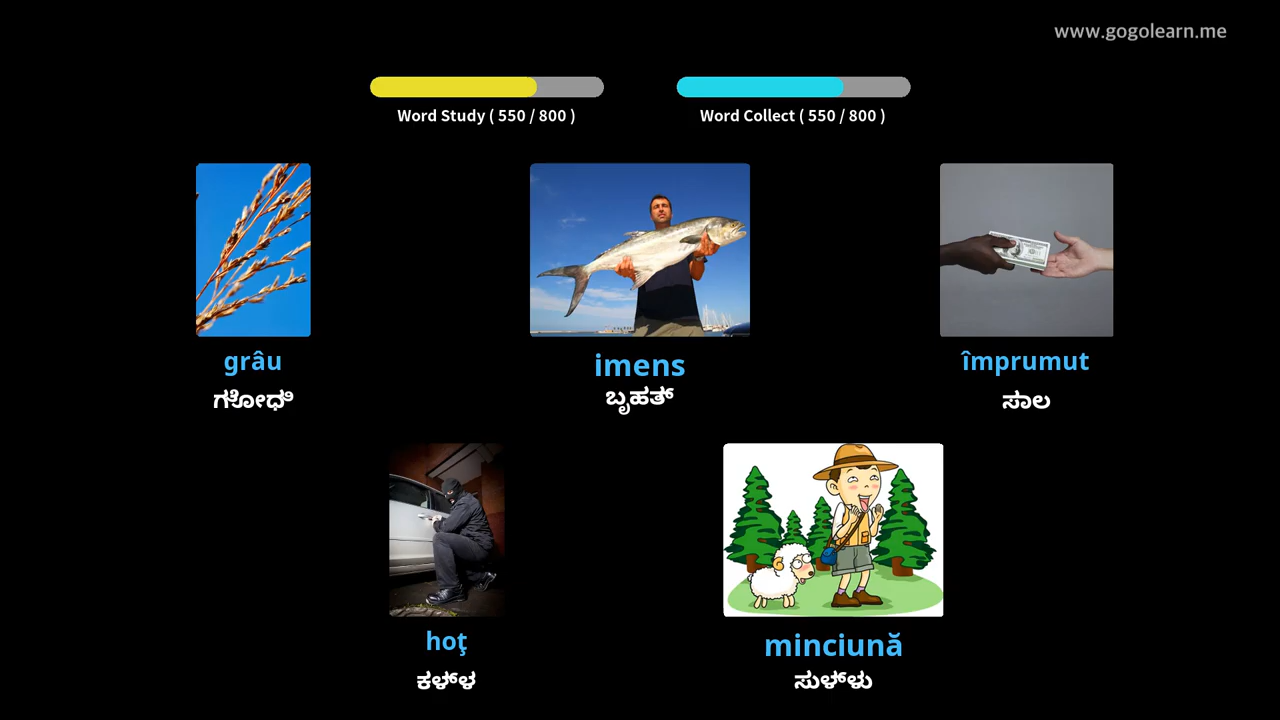 www.gogolearn.me
Word Study ( 550 / 800 )
Word Collect ( 550 / 800 )
grâu
ಗೋಧಿ
imens
ಬೃಹತ್
împrumut
ಸಾಲ
hoţ
ಕಳ್ಳ
minciună
ಸುಳ್ಳು